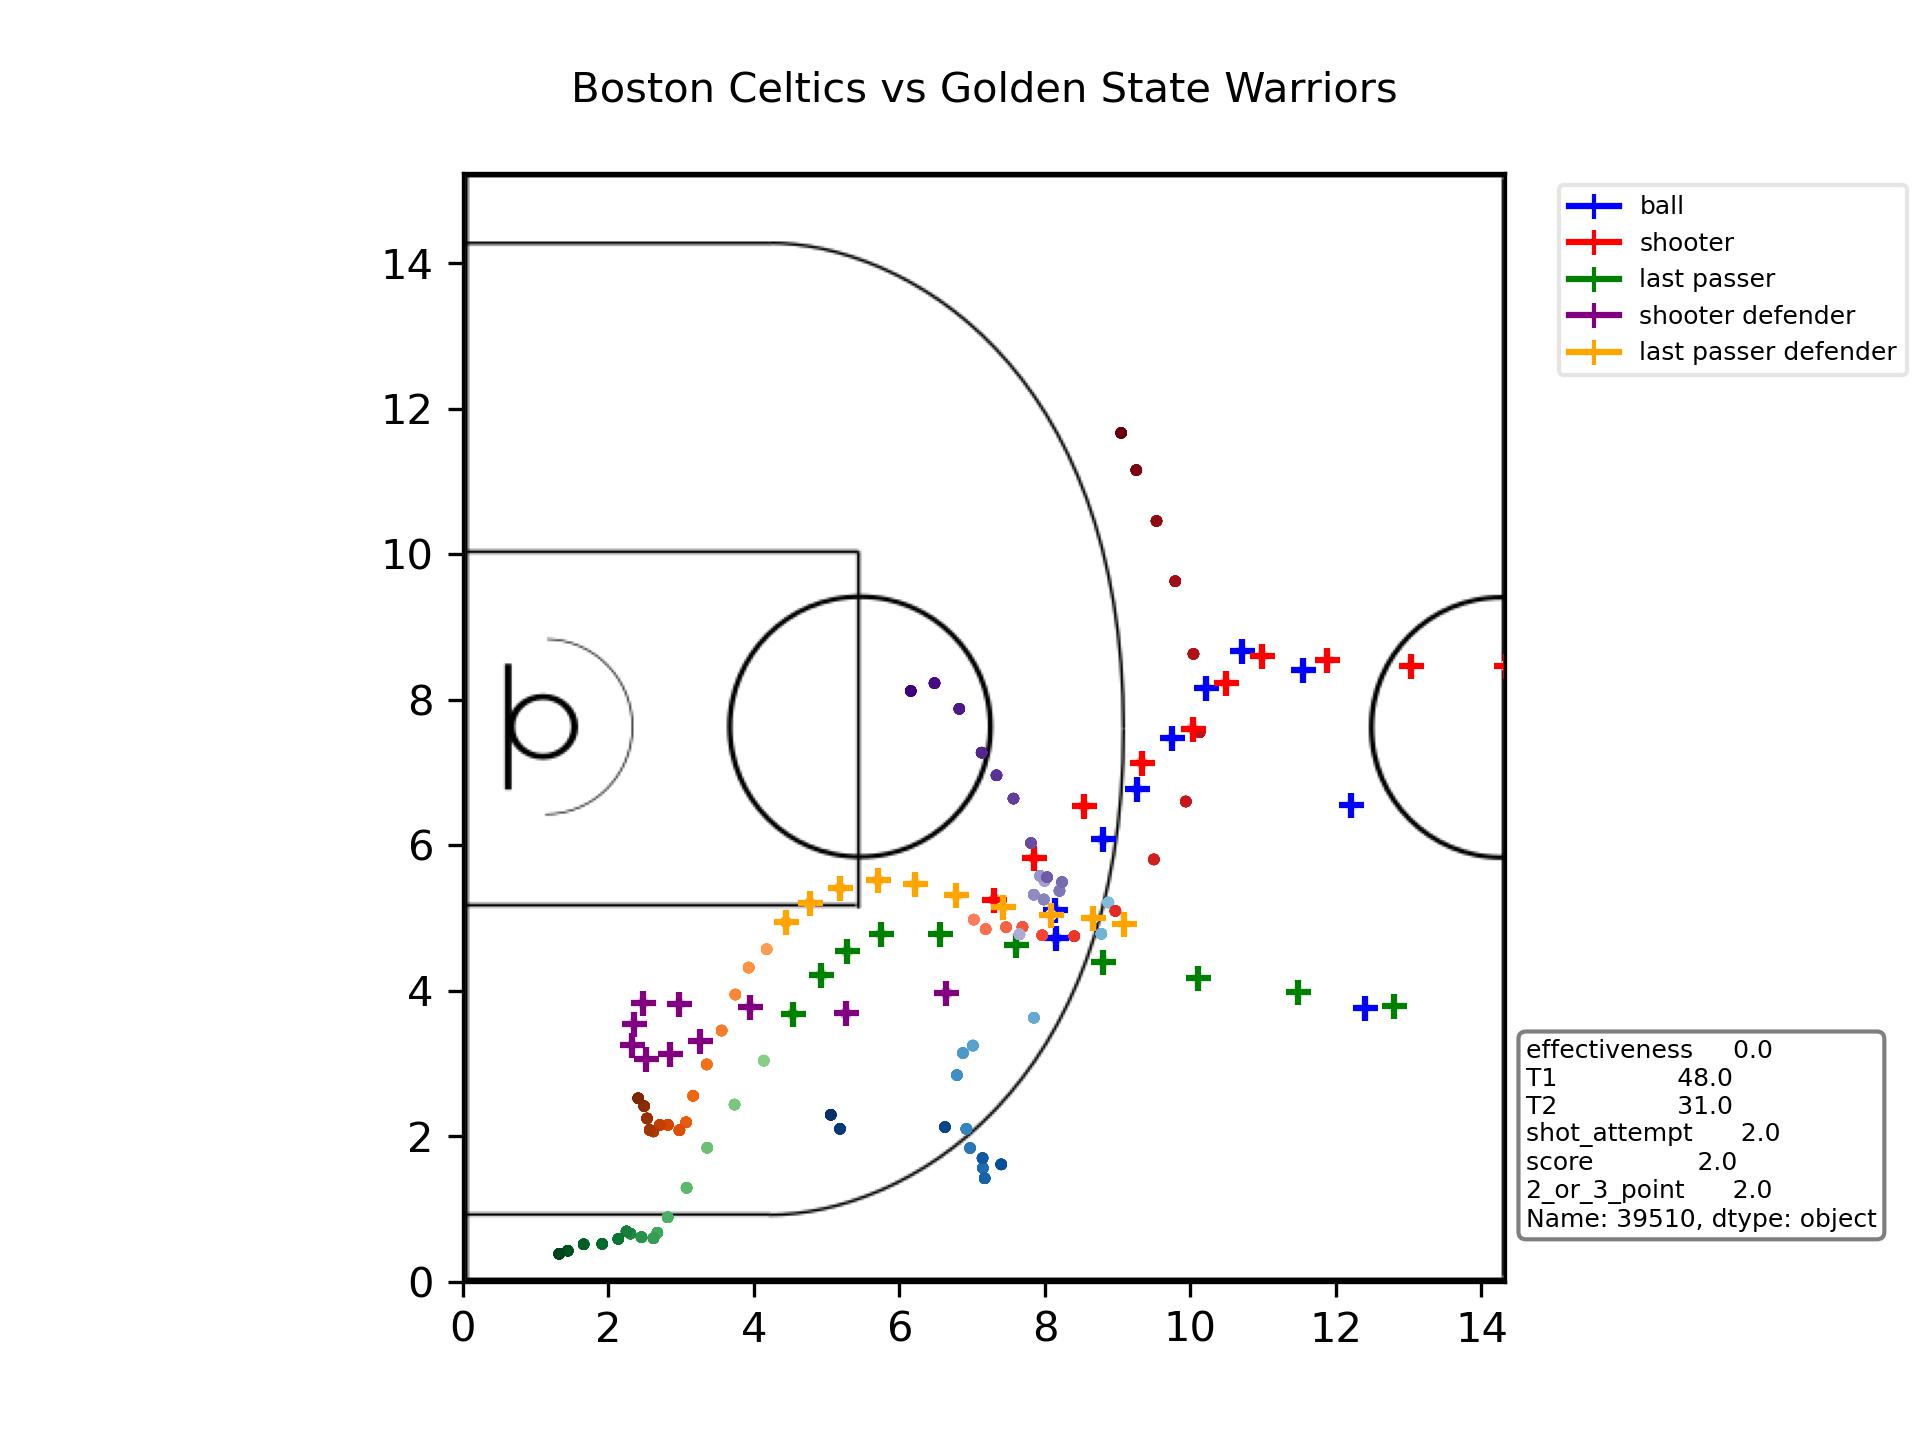 Boston Celtics vs Golden State Warriors
ball
shooter
last passer
shooter defender
last passer defender
14
12
10
8
6
4
2
0
0 2 4 6 8 10 12 14
effectiveness 0.0
T1 48.0
T2 31.0
shot_attempt 2.0
score 2.0
2_or_3_point 2.0
Name: 39510, dtype: object